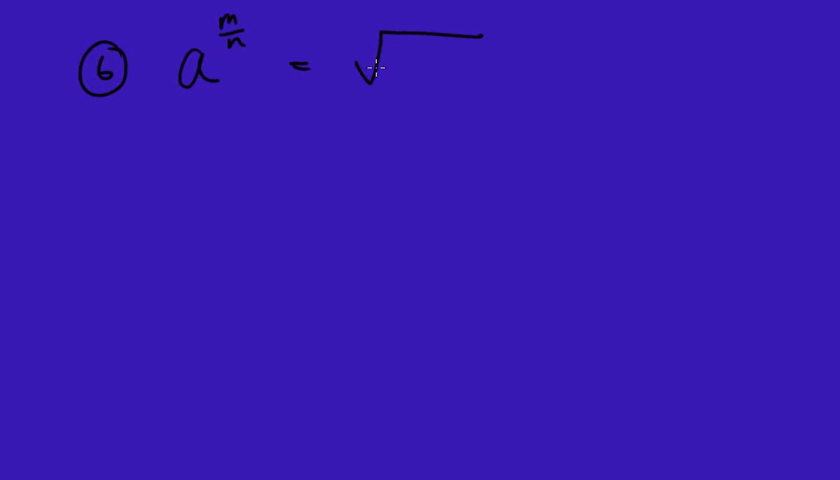 ⑥ a^{m/n} = √